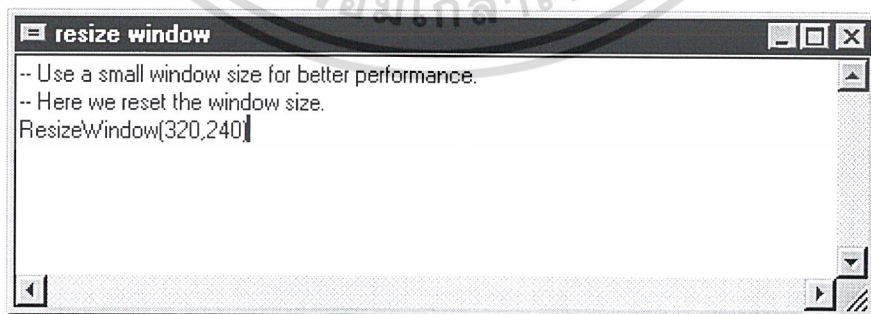 resize window
-- Use a small window size for better performance.
-- Here we reset the window size.
ResizeWindow(320,240)